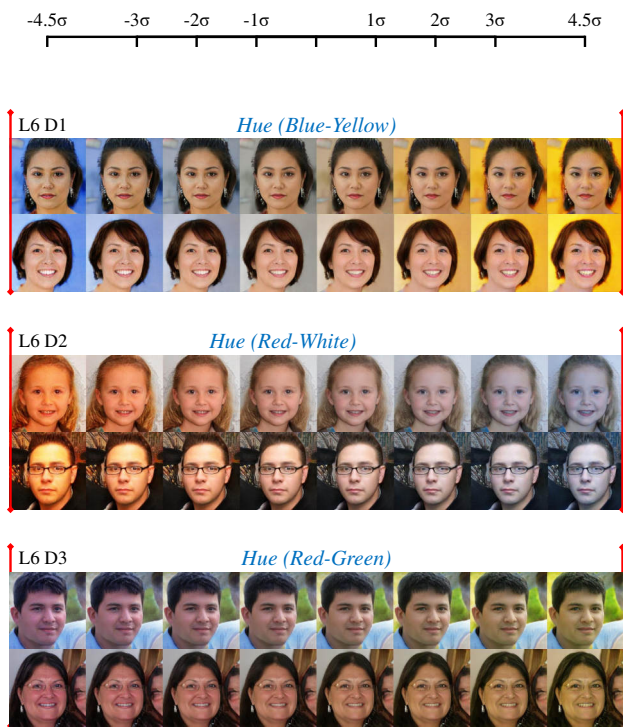 -4.5σ -3σ -2σ -1σ 1σ 2σ 3σ 4.5σ
L6 D1 Hue (Blue-Yellow)
L6 D2 Hue (Red-White)
L6 D3 Hue (Red-Green)